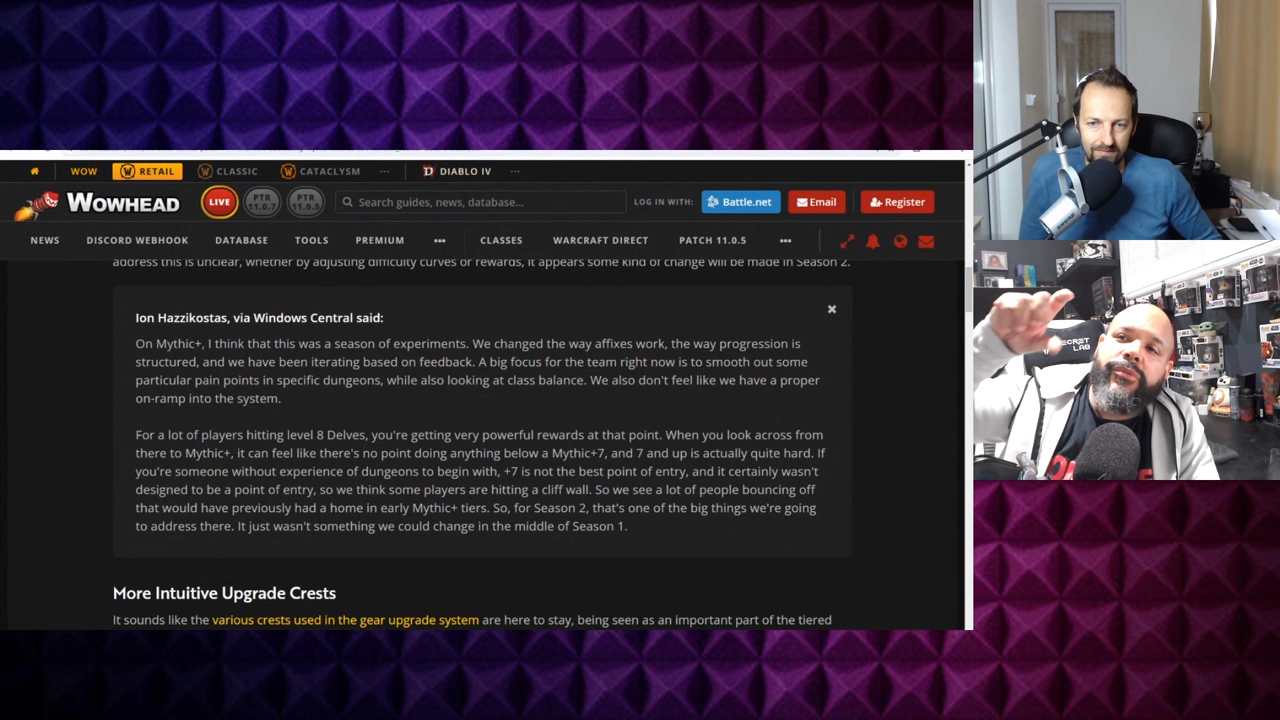 WOW
RETAIL
CLASSIC
CATACLYSM
...
DIABLO IV
...
WOWHEAD
LIVE
PTR
11.0.7
PTR
11.0.5
Search guides, news, database...
LOG IN WITH:
Battle.net
Email
Register
NEWS
DISCORD WEBHOOK
DATABASE
TOOLS
PREMIUM
...
CLASSES
WARCRAFT DIRECT
PATCH 11.0.5
...
address this is unclear, whether by adjusting difficulty curves or rewards, it appears some kind of change will be made in Season 2.
Ion Hazzikostas, via Windows Central said:
On Mythic+, I think that this was a season of experiments. We changed the way affixes work, the way progression is
structured, and we have been iterating based on feedback. A big focus for the team right now is to smooth out some
particular pain points in specific dungeons, while also looking at class balance. We also don't feel like we have a proper
on-ramp into the system.
For a lot of players hitting level 8 Delves, you're getting very powerful rewards at that point. When you look across from
there to Mythic+, it can feel like there's no point doing anything below a Mythic+7, and 7 and up is actually quite hard. If
you're someone without experience of dungeons to begin with, +7 is not the best point of entry, and it certainly wasn't
designed to be a point of entry, so we think some players are hitting a cliff wall. So we see a lot of people bouncing off
that would have previously had a home in early Mythic+ tiers. So, for Season 2, that's one of the big things we're going
to address there. It just wasn't something we could change in the middle of Season 1.
More Intuitive Upgrade Crests
It sounds like the various crests used in the gear upgrade system are here to stay, being seen as an important part of the tiered
SECRET
LAB